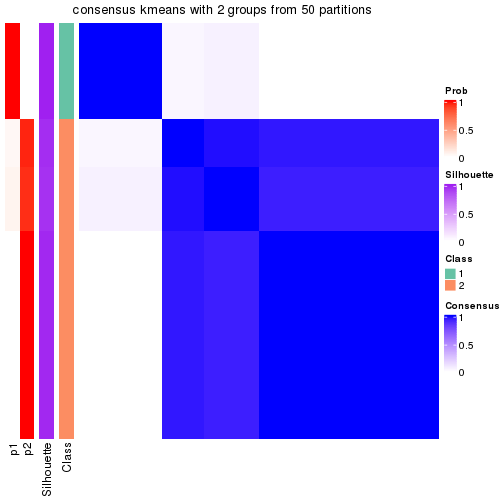 consensus kmeans with 2 groups from 50 partitions
Prob
1
0.5
0
Silhouette
1
0.5
0
Class
1
2
Consensus
1
0.5
0
p1
p2
Silhouette
Class